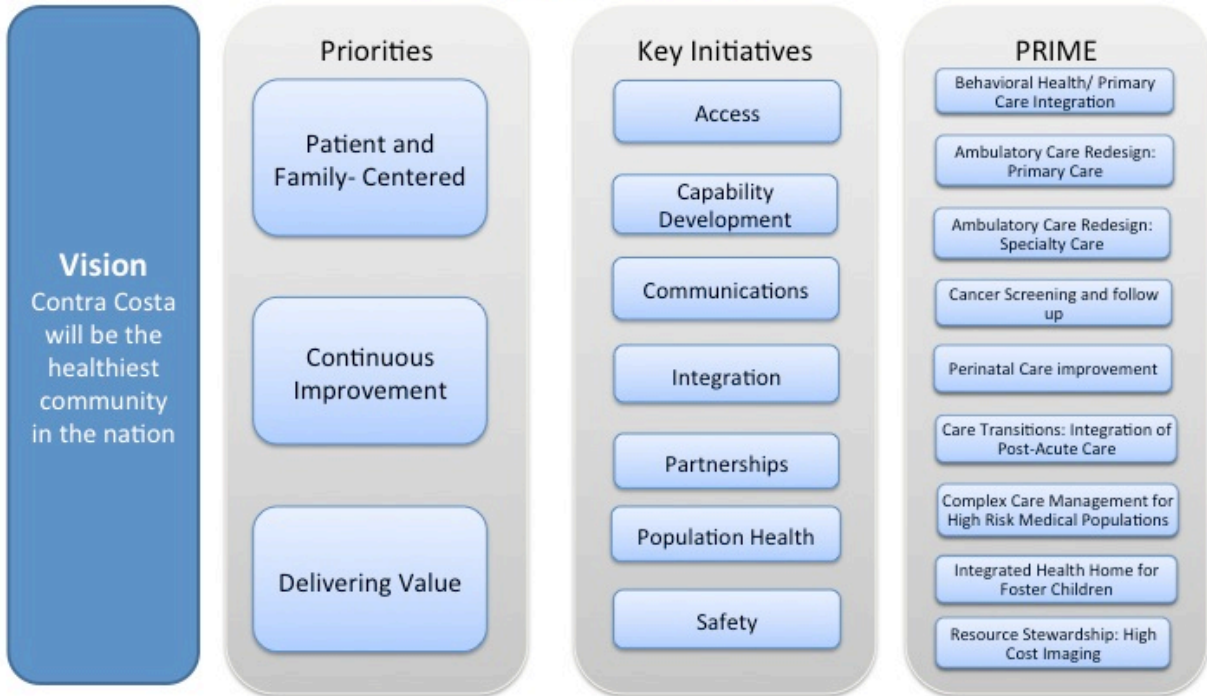 Vision
Contra Costa
will be the
healthiest
community
in the nation
Priorities
Patient and
Family- Centered
Continuous
Improvement
Delivering Value
Key Initiatives
Access
Capability
Development
Communications
Integration
Partnerships
Population Health
Safety
PRIME
Behavioral Health/ Primary
Care Integration
Ambulatory Care Redesign:
Primary Care
Ambulatory Care Redesign:
Specialty Care
Cancer Screening and follow
up
Perinatal Care improvement
Care Transitions: Integration of
Post-Acute Care
Complex Care Management for
High Risk Medical Populations
Integrated Health Home for
Foster Children
Resource Stewardship: High
Cost Imaging